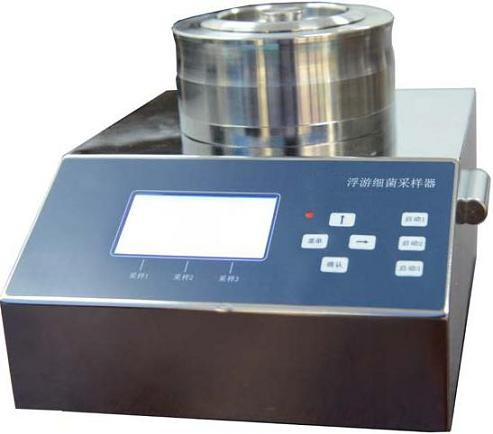 浮游细菌采样器
↑ 启动1
菜单 → 启动2
确认 启动3
采样1 采样2 采样3